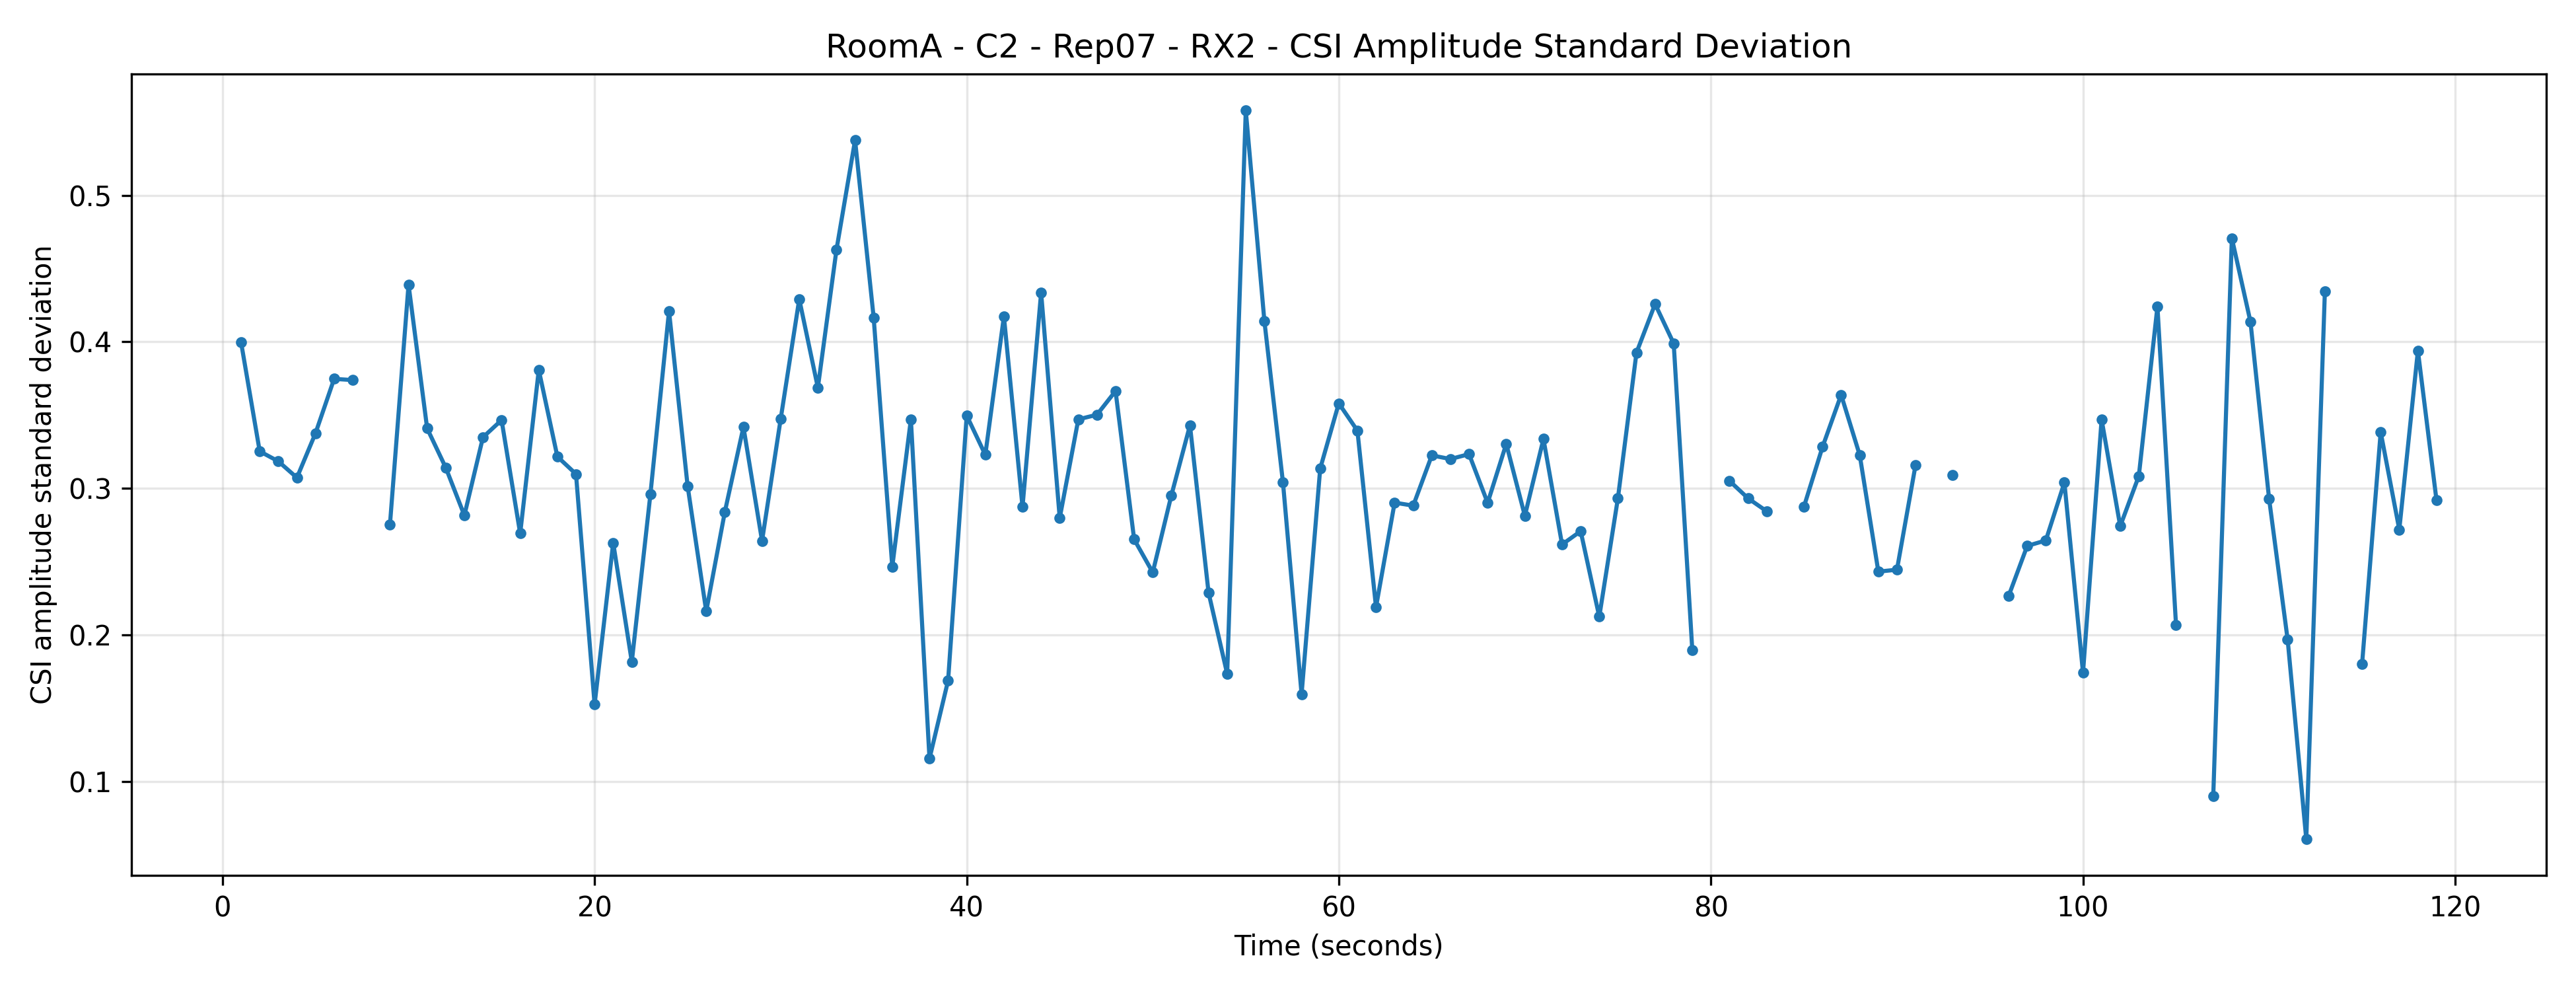 RoomA - C2 - Rep07 - RX2 - CSI Amplitude Standard Deviation
CSI amplitude standard deviation
0.5
0.4
0.3
0.2
0.1
0 20 40 60 80 100 120
Time (seconds)